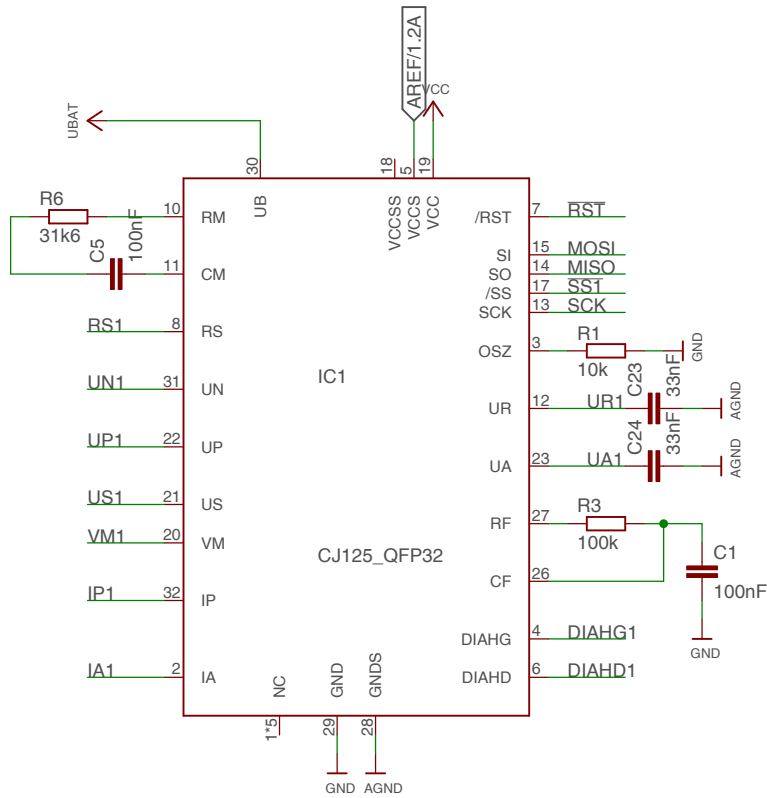 AREF/1.2A
VCC
UBAT
30
18
5
19
UB
VCCSS
VCCS
VCC
R6
31k6
10
RM
C5
100nF
11
CM
RS1
8
RS
UN1
31
UN
UP1
22
UP
US1
21
US
VM1
20
VM
IP1
32
IP
IA1
2
IA
IC1
CJ125_QFP32
/RST
7
RST
SI
15
MOSI
SO
14
MISO
/SS
17
SS1
SCK
13
SCK
OSZ
3
R1
10k
GND
UR
12
UR1
C23
33nF
AGND
UA
23
UA1
C24
33nF
AGND
RF
27
R3
100k
CF
26
C1
100nF
GND
DIAHG
4
DIAHG1
DIAHD
6
DIAHD1
NC
GND
GNDS
1*5
29
28
GND
AGND